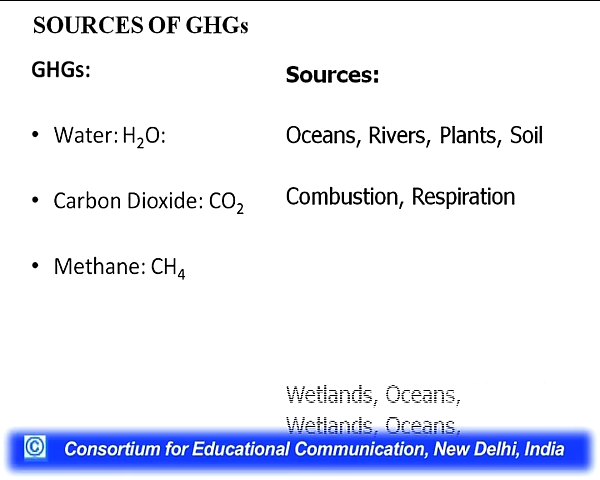 SOURCES OF GHGs
GHGs:
Sources:
• Water: H₂O:
Oceans, Rivers, Plants, Soil
• Carbon Dioxide: CO₂
Combustion, Respiration
• Methane: CH₄
Wetlands, Oceans,
Wetlands, Oceans,
© Consortium for Educational Communication, New Delhi, India